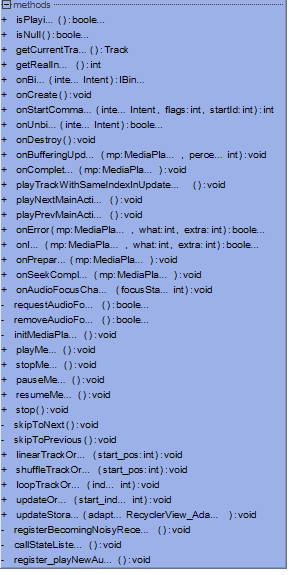 methods
+ isPlayi... ():boole...
+ isNull():boole...
+ getCurrentTra... ():Track
+ getRealIn... ():int
+ onBi... (inte... Intent):IBin...
+ onCreate():void
+ onStartComma... (inte... Intent, flags:int, startId:int):int
+ onUnbi... (inte... Intent):boole...
+ onDestroy():void
+ onBufferingUpd... (mp:MediaPla... , perce... int):void
+ onComplet... (mp:MediaPla... ):void
+ playTrackWithSameIndexInUpdate... ():void
+ playNextMainActi... ():void
+ playPrevMainActi... ():void
+ onError(mp:MediaPla... , what:int, extra:int):boole...
+ onI... (mp:MediaPla... , what:int, extra:int):boole...
+ onPrepar... (mp:MediaPla... ):void
+ onSeekCompl... (mp:MediaPla... ):void
+ onAudioFocusCha... (focusSta... int):void
- requestAudioFo... ():boole...
- removeAudioFo... ():boole...
- initMediaPla... ():void
+ playMe... ():void
+ stopMe... ():void
+ pauseMe... ():void
+ resumeMe... ():void
+ stop():void
- skipToNext():void
- skipToPrevious():void
+ linearTrackOr... (start_pos:int):void
+ shuffleTrackOr... (start_pos:int):void
+ loopTrackOr... (ind... int):void
+ updateOr... (start_ind... int):void
+ updateStora... (adapt... RecyclerView_Ada... ):void
- registerBecomingNoisyRece... ():void
- callStateListe... ():void
- register_playNewAu... ():void